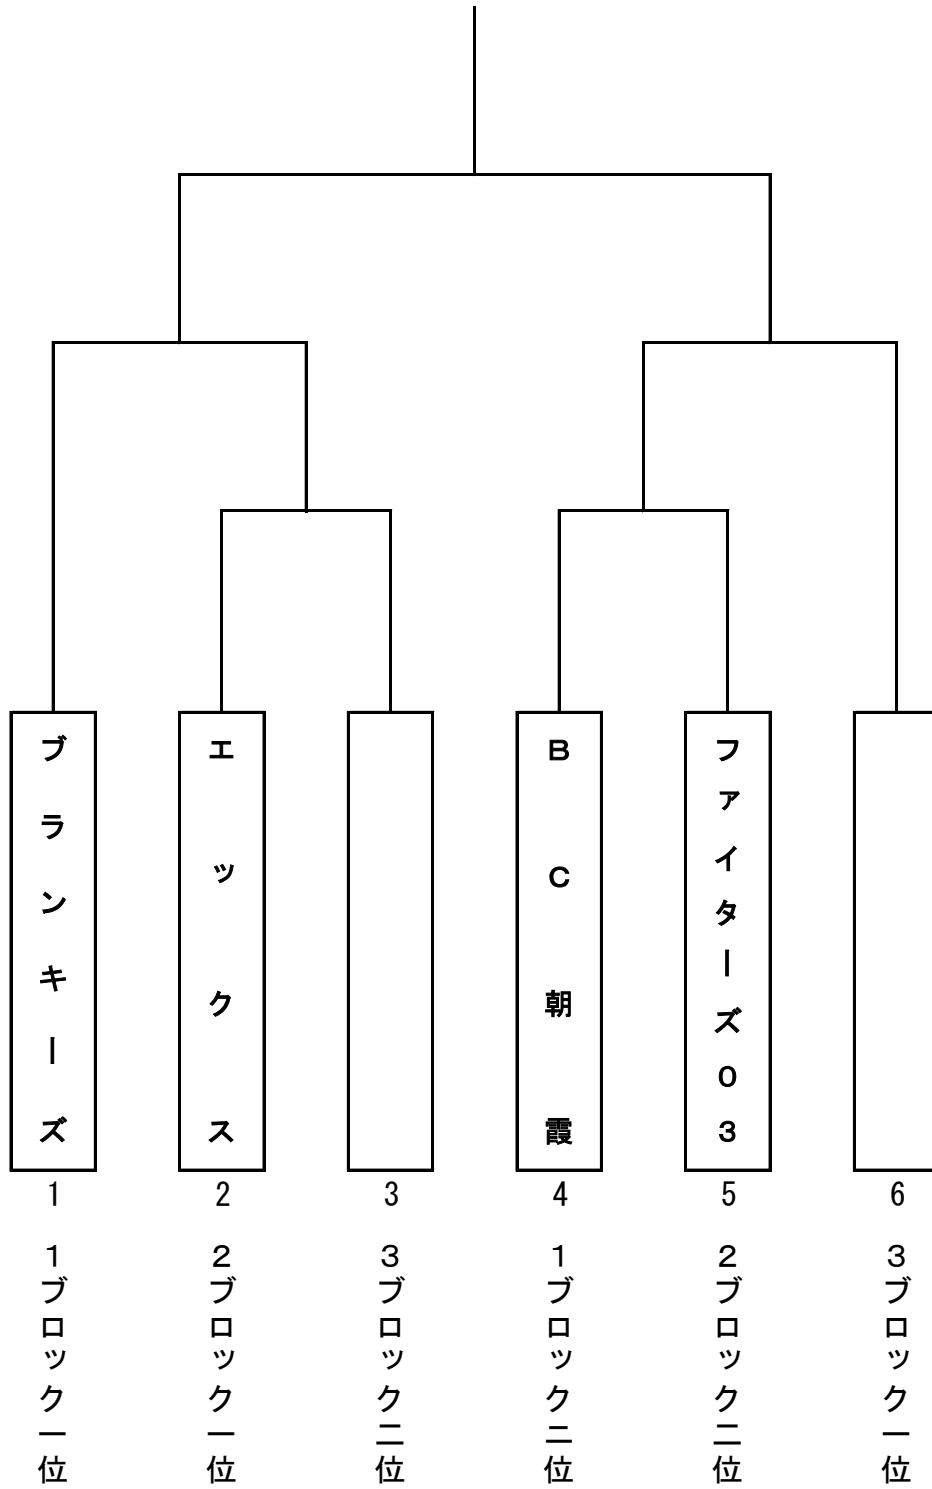 ブランキーズ
エックス
BC朝霞
ファイターズ03
1
2
3
4
5
6
1ブロック一位
2ブロック一位
3ブロック二位
1ブロック二位
2ブロック二位
3ブロック一位